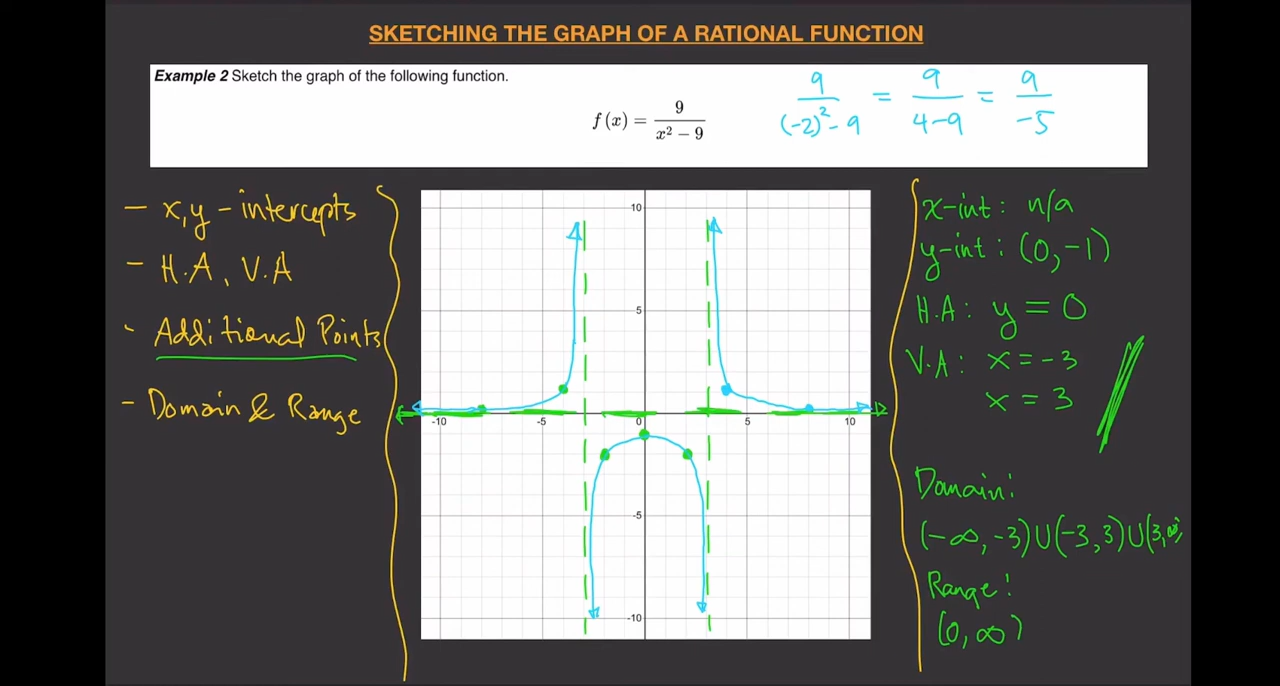 SKETCHING THE GRAPH OF A RATIONAL FUNCTION
Example 2 Sketch the graph of the following function.
f(x) = 9/(x² − 9)
9/((-2)² - 9) = 9/(4-9) = 9/-5
- x,y - intercepts
- H.A, V.A
- Additional Points
- Domain & Range
10
5
-10 -5 0 5 10
-5
-10
x-int: n/a
y-int: (0,-1)
H.A: y = 0
V.A: x = -3
x = 3
Domain:
(-∞,-3)∪(-3,3)∪(3,∞)
Range:
(0,∞)